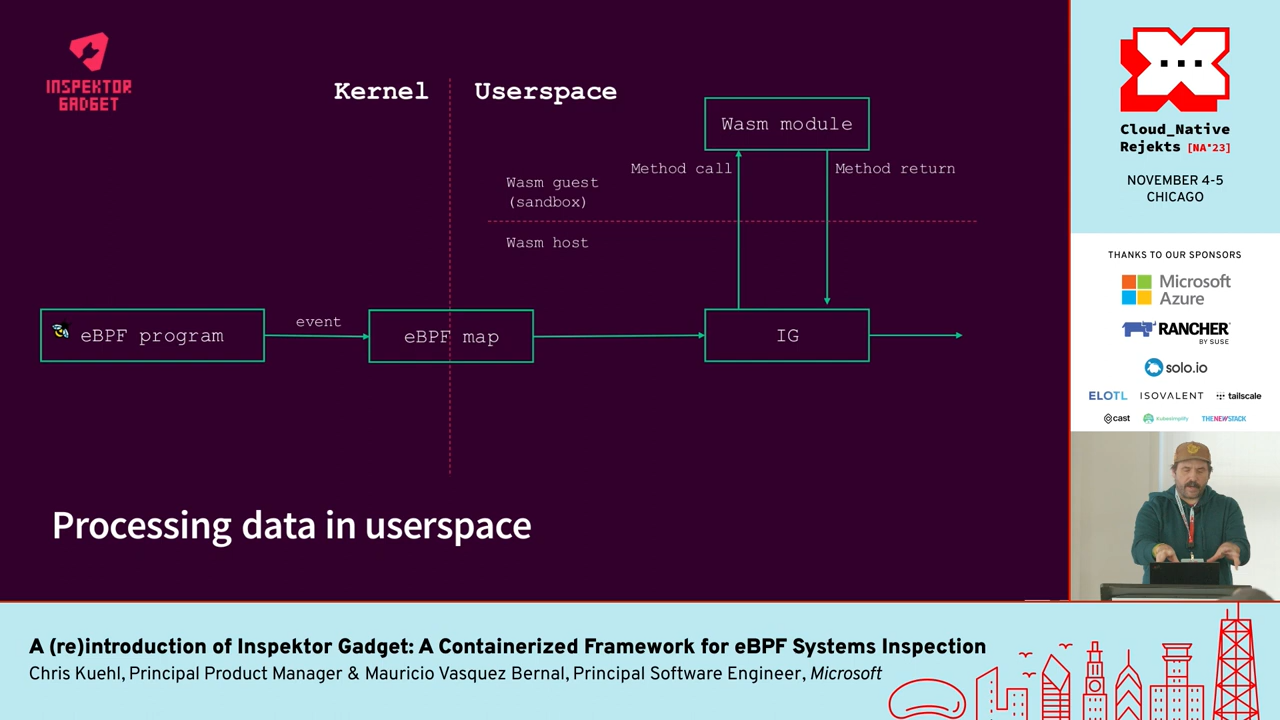 INSPEKTOR
GADGET
Kernel
Userspace
Wasm module
Method call
Method return
Wasm guest
(sandbox)
Wasm host
eBPF program
event
eBPF map
IG
Processing data in userspace
Cloud_Native
Rejekts [NA'23]
NOVEMBER 4-5
CHICAGO
THANKS TO OUR SPONSORS
Microsoft
Azure
RANCHER
BY SUSE
solo.io
ELOTL ISOVALENT tailscale
cast Kubesimplify THENEWSTACK
A (re)introduction of Inspektor Gadget: A Containerized Framework for eBPF Systems Inspection
Chris Kuehl, Principal Product Manager & Mauricio Vasquez Bernal, Principal Software Engineer, Microsoft